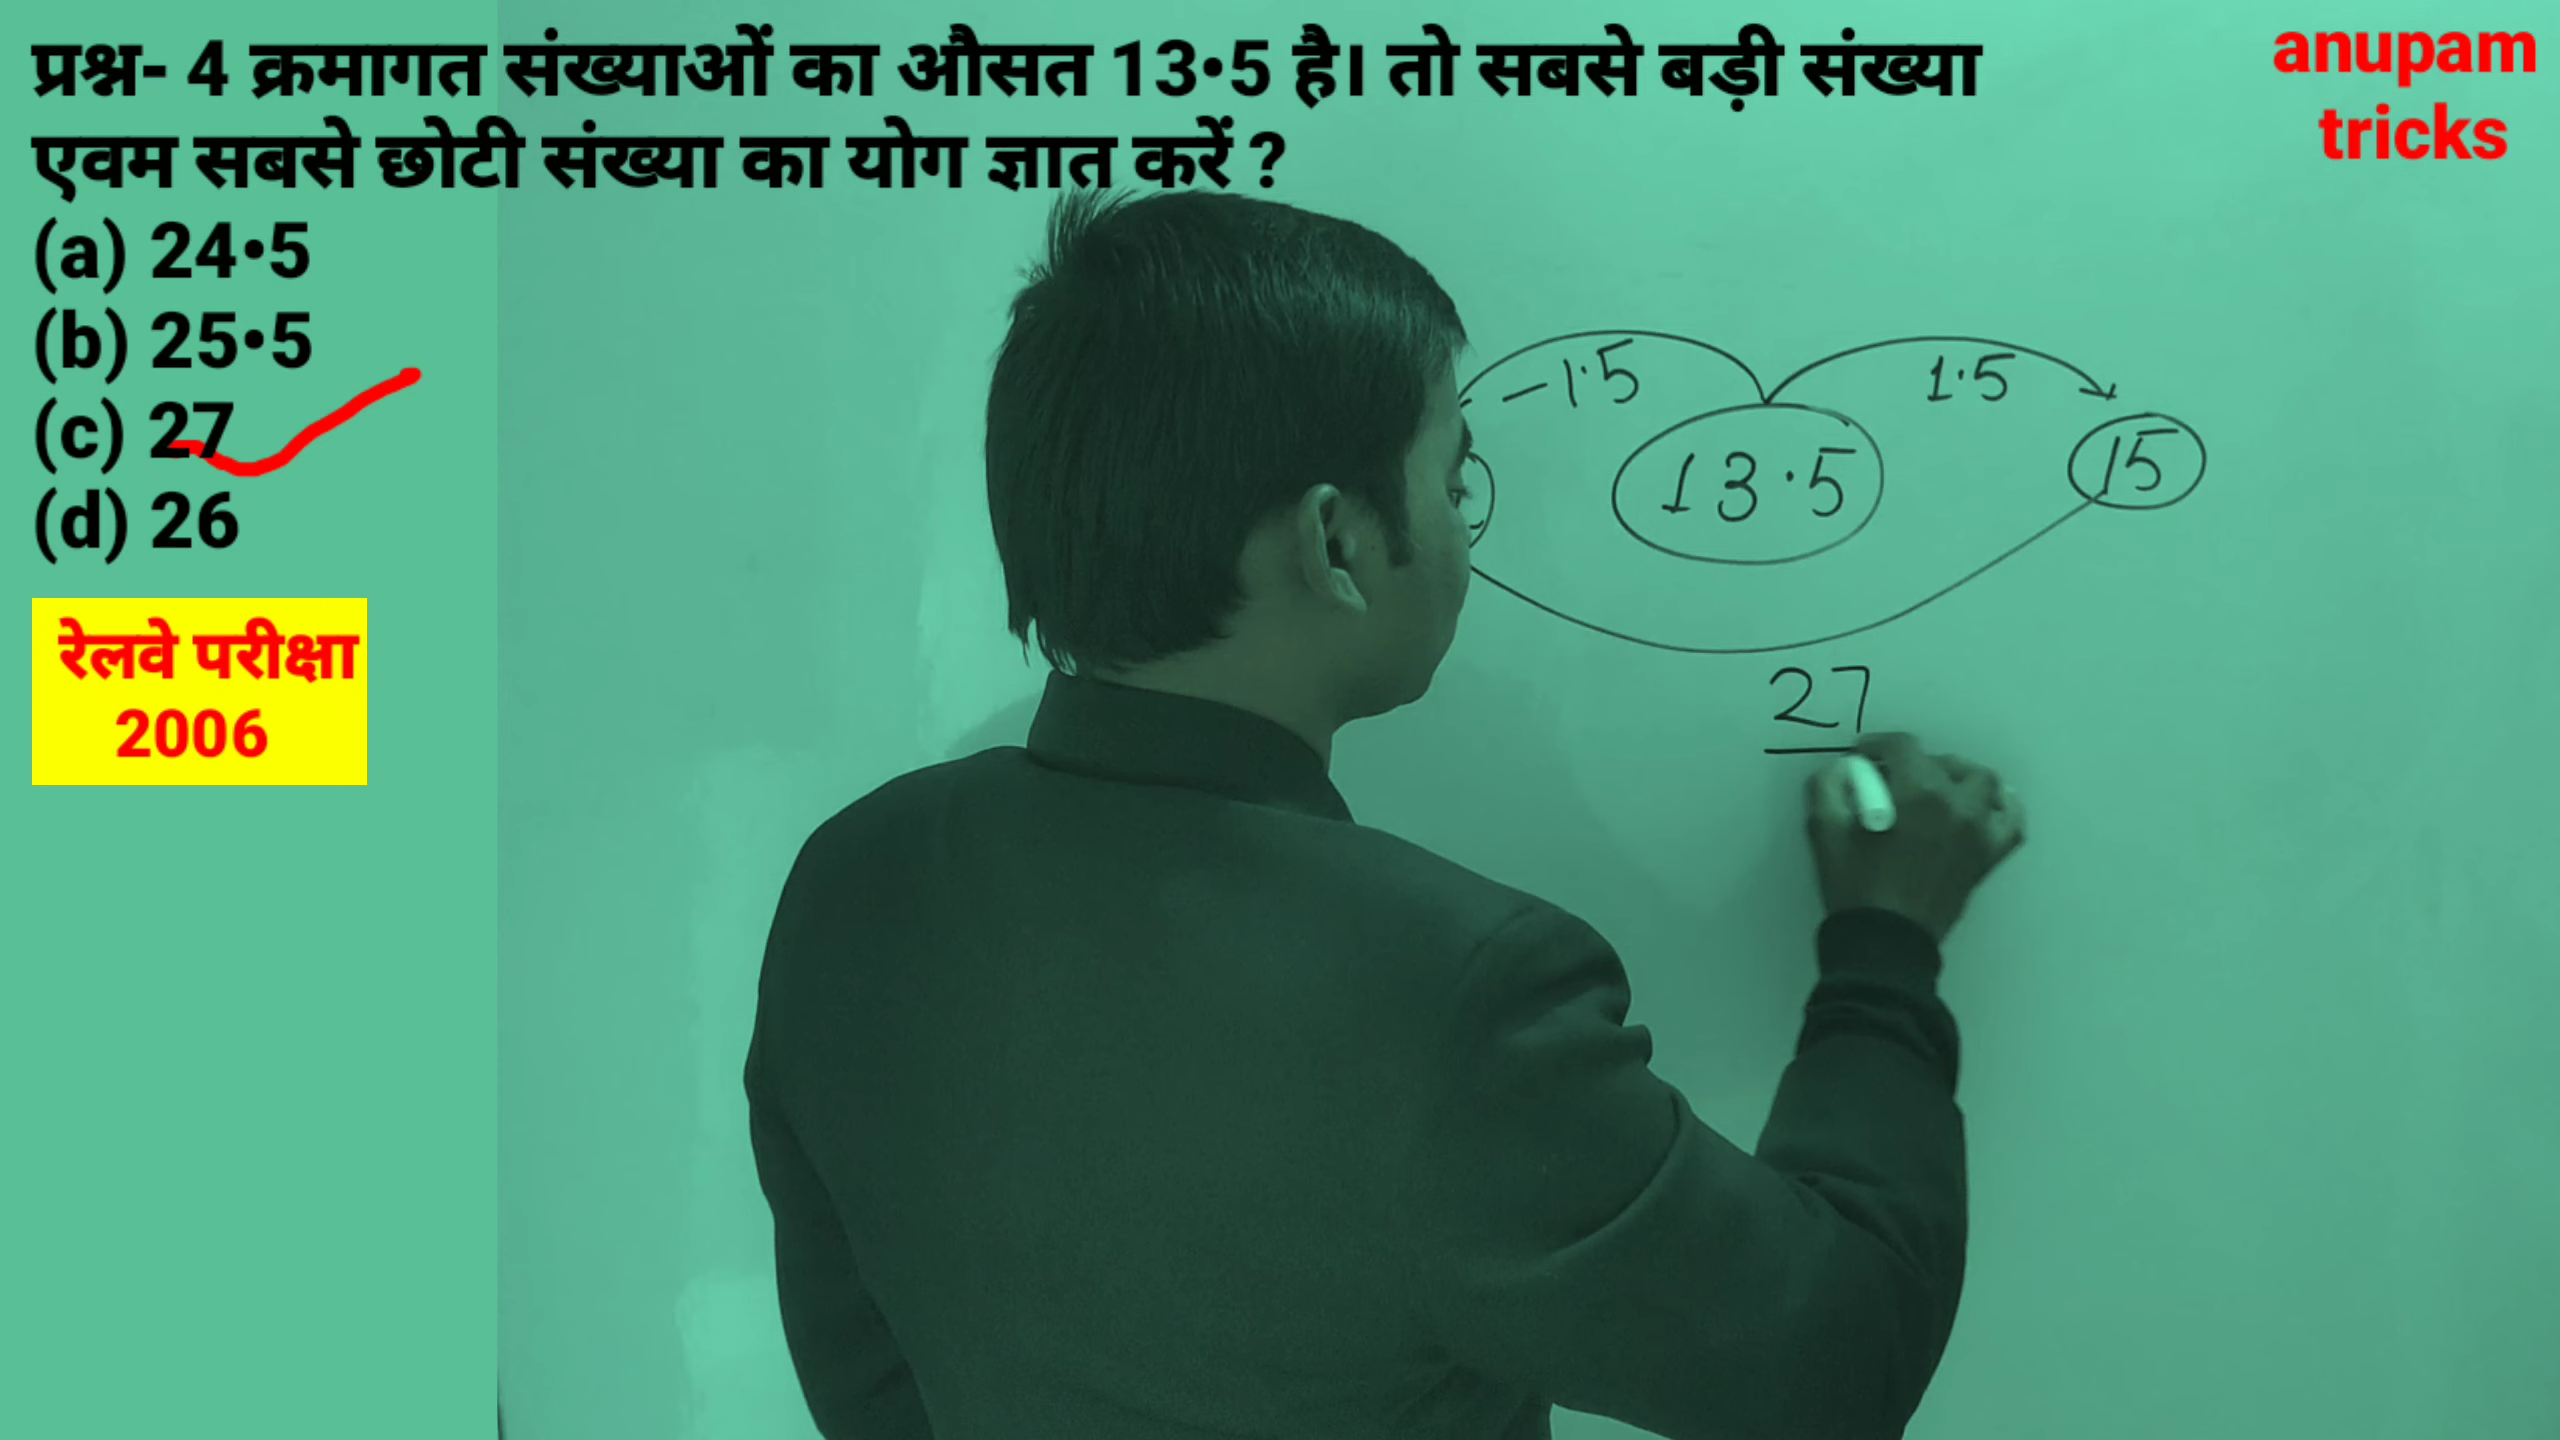 प्रश्न- 4 क्रमागत संख्याओं का औसत 13•5 है। तो सबसे बड़ी संख्या
एवम सबसे छोटी संख्या का योग ज्ञात करें ?
(a) 24•5
(b) 25•5
(c) 27
(d) 26
रेलवे परीक्षा
2006
anupam
tricks
-1.5
1.5
13.5
15
27